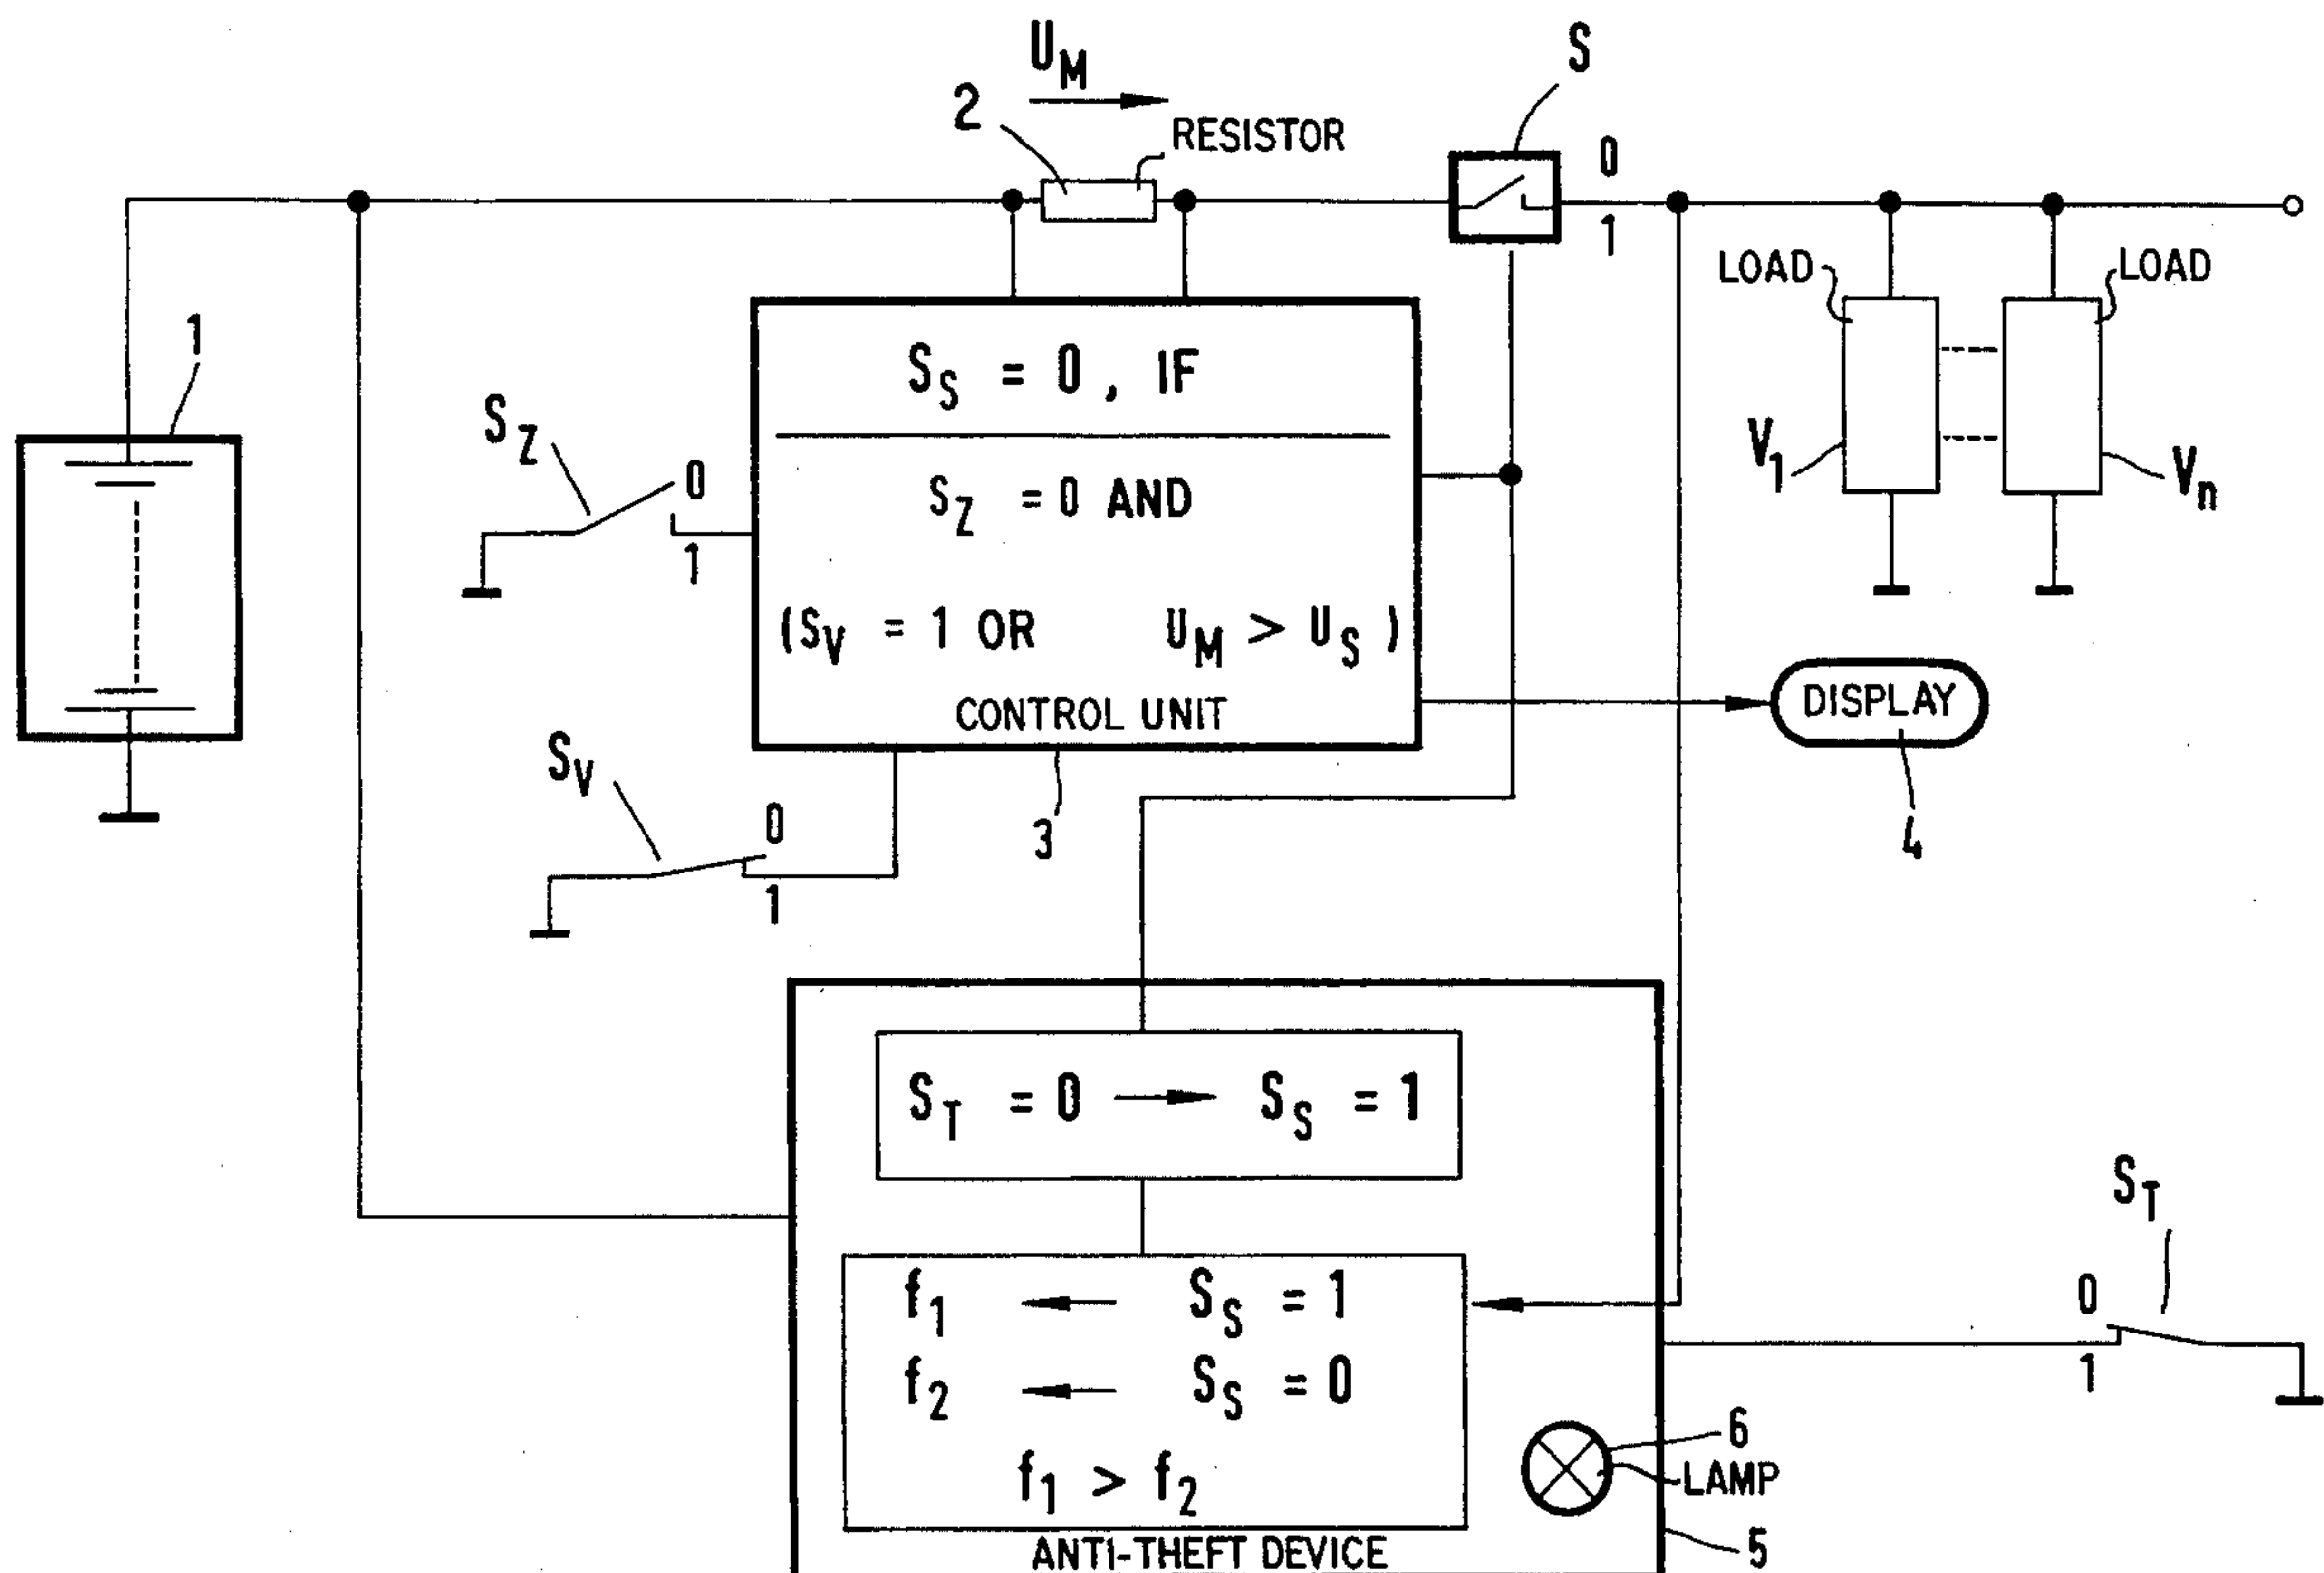 U_M
S
2
RESISTOR
0
1
LOAD
LOAD
1
S_S = 0, IF
S_Z
0
1
S_Z = 0 AND
V_1
V_n
(S_V = 1 OR U_M > U_S)
CONTROL UNIT
DISPLAY
S_V
0
1
3
4
S_T = 0 → S_S = 1
S_T
f_1 ← S_S = 1
0
1
f_2 ← S_S = 0
f_1 > f_2
6
LAMP
ANTI-THEFT DEVICE
5